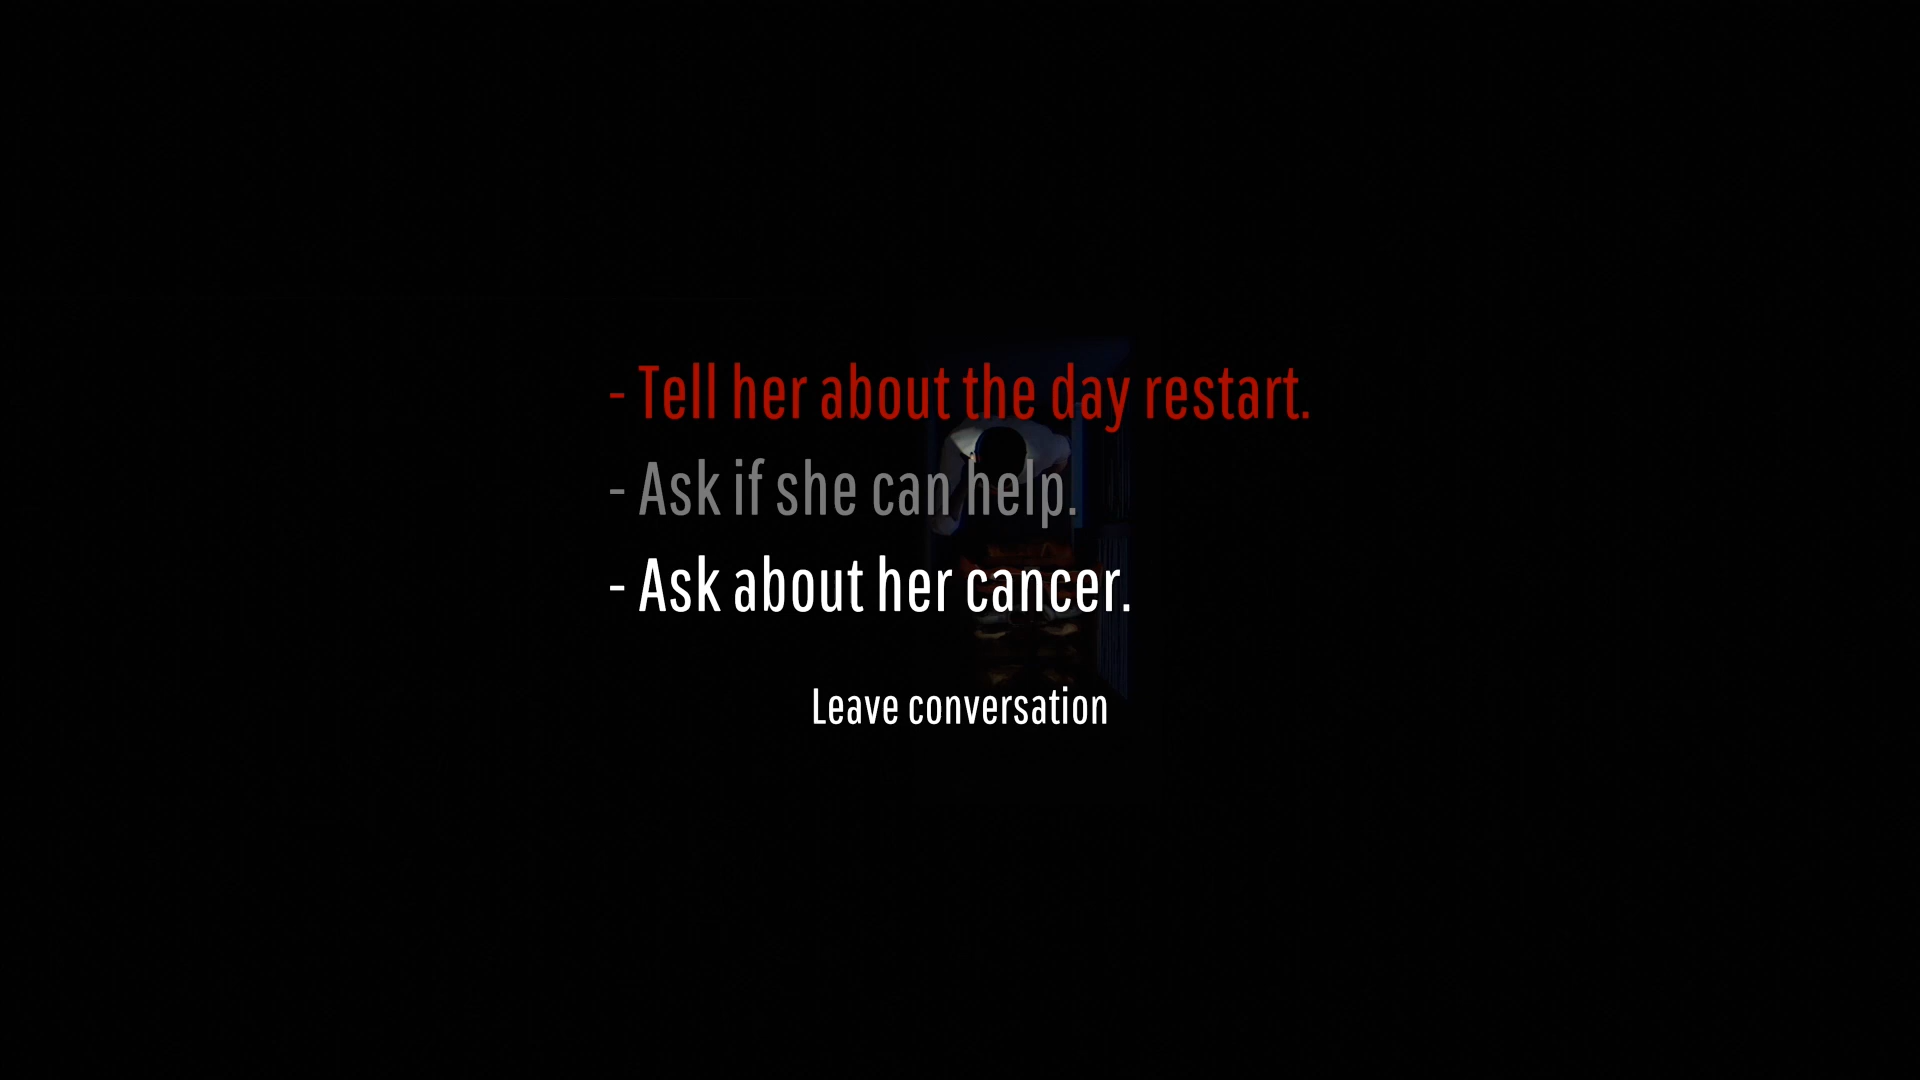 - Tell her about the day restart.
- Ask if she can help.
- Ask about her cancer.
Leave conversation